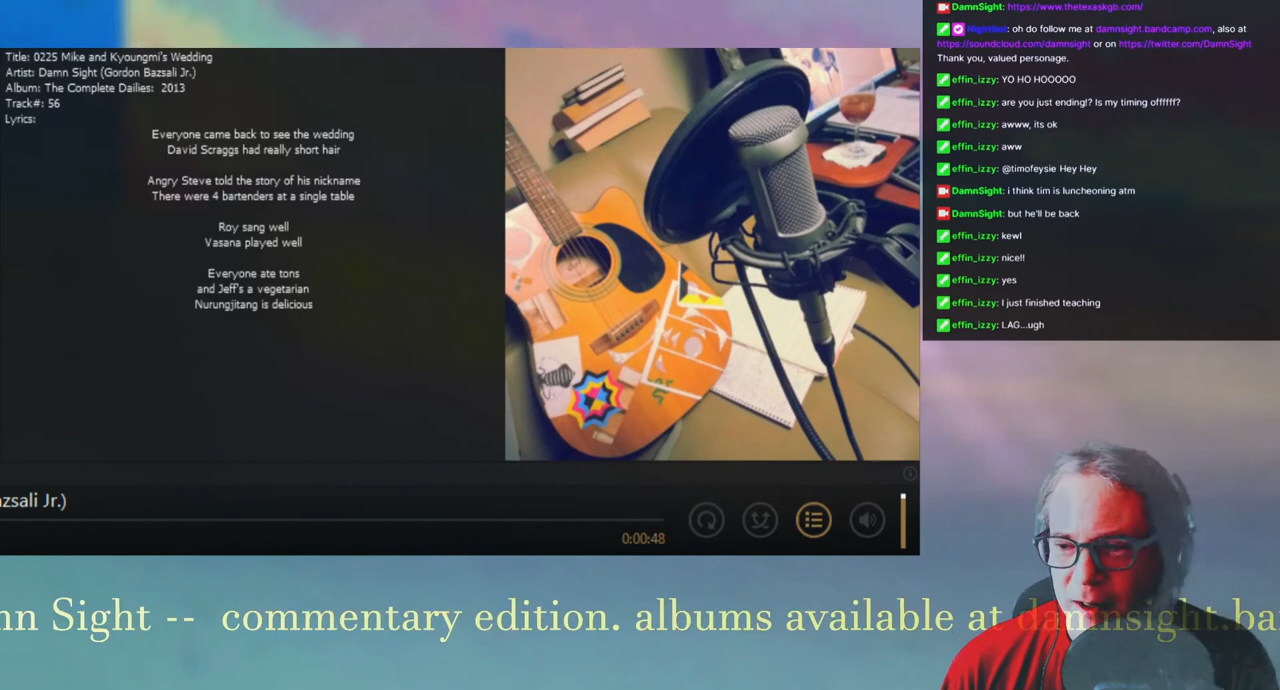 Title: 0225 Mike and Kyoungmi's Wedding
Artist: Damn Sight (Gordon Bazsali Jr.)
Album: The Complete Dailies:  2013
Track#: 56
Lyrics:
Everyone came back to see the wedding
David Scraggs had really short hair
Angry Steve told the story of his nickname
There were 4 bartenders at a single table
Roy sang well
Vasana played well
Everyone ate tons
and Jeff's a vegetarian
Nurungjitang is delicious
azsali Jr.)
0:00:48
mn Sight --  commentary edition. albums available at damnsight.ba
DamnSight: https://www.thetexaskgb.com/
Nightbot: oh do follow me at damnsight.bandcamp.com, also at
https://soundcloud.com/damnsight or on https://twitter.com/DamnSight
Thank you, valued personage.
effin_izzy: YO HO HOOOOO
effin_izzy: are you just ending!? Is my timing offffff?
effin_izzy: awww, its ok
effin_izzy: aww
effin_izzy: @timofeysie Hey Hey
DamnSight: i think tim is luncheoning atm
DamnSight: but he'll be back
effin_izzy: kewl
effin_izzy: nice!!
effin_izzy: yes
effin_izzy: I just finished teaching
effin_izzy: LAG...ugh